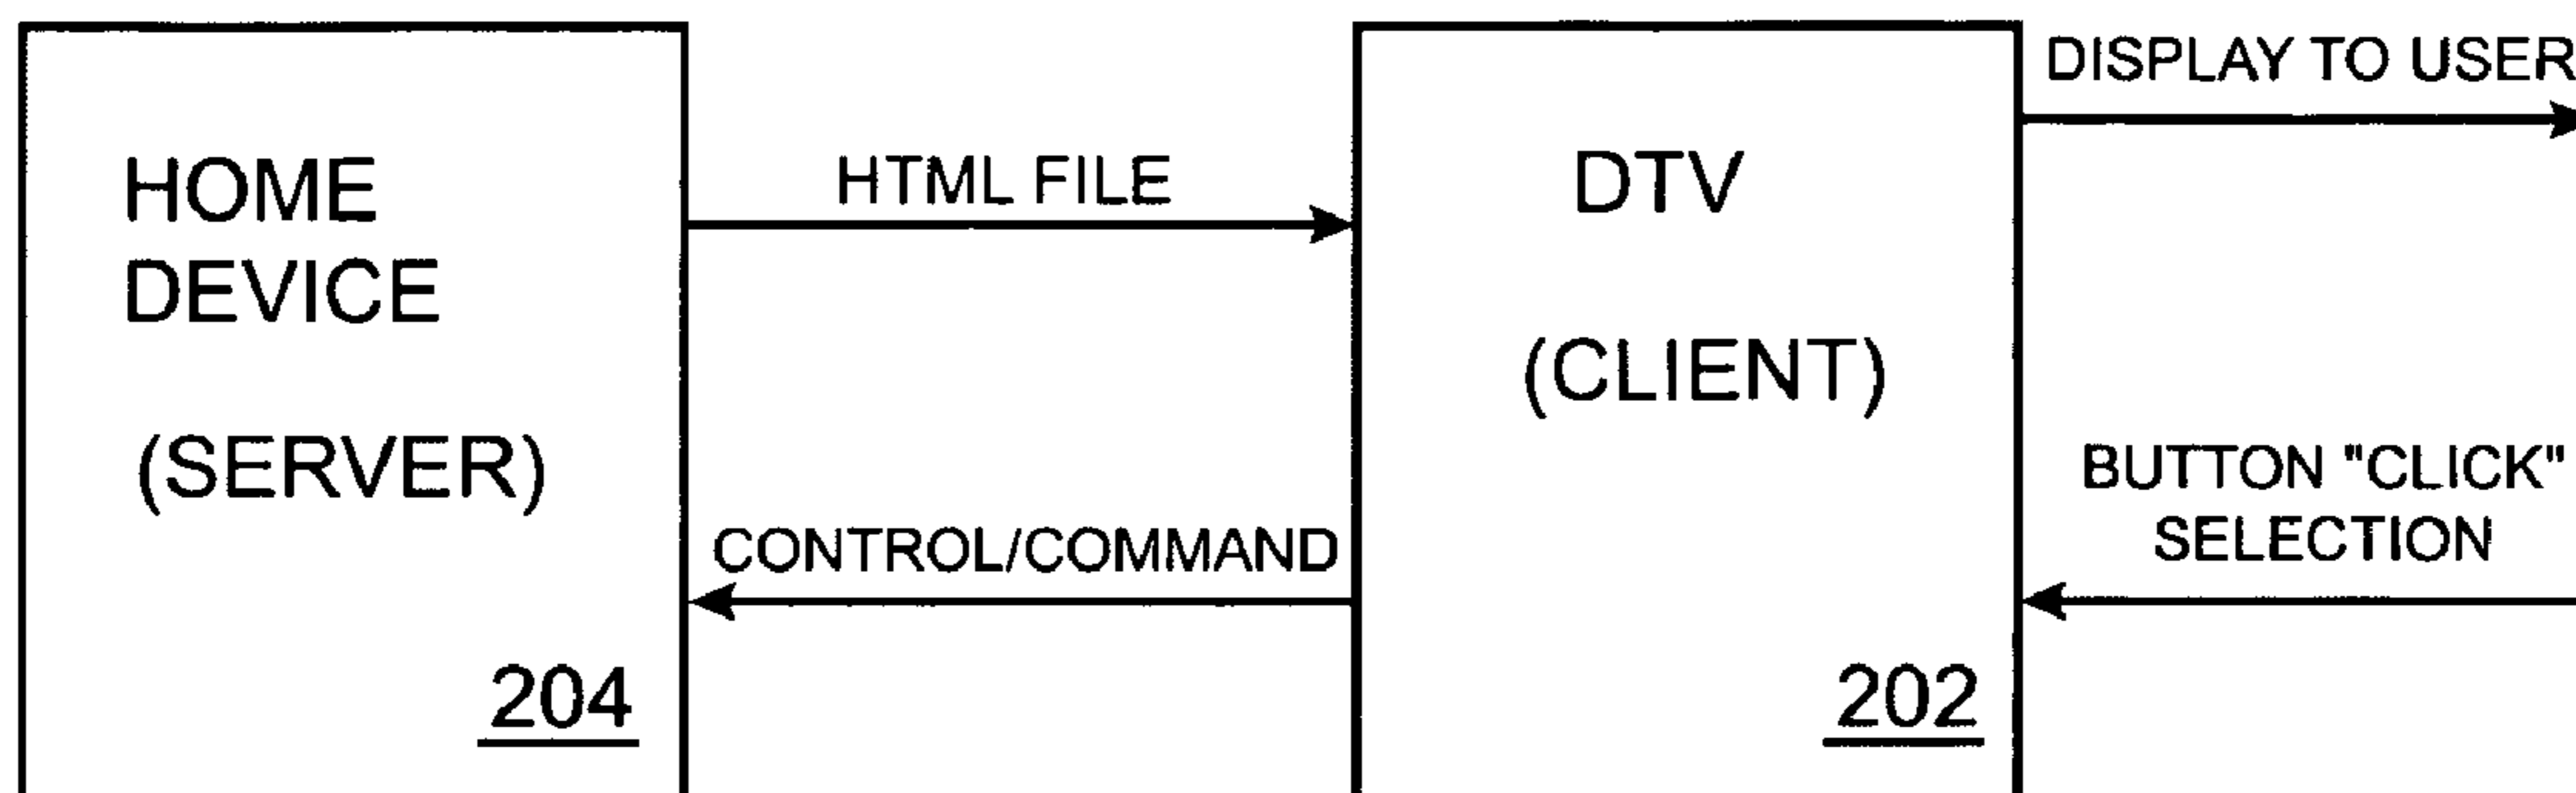 HOME
DEVICE
(SERVER)
204
HTML FILE
CONTROL/COMMAND
DTV
(CLIENT)
202
DISPLAY TO USER
BUTTON "CLICK"
SELECTION